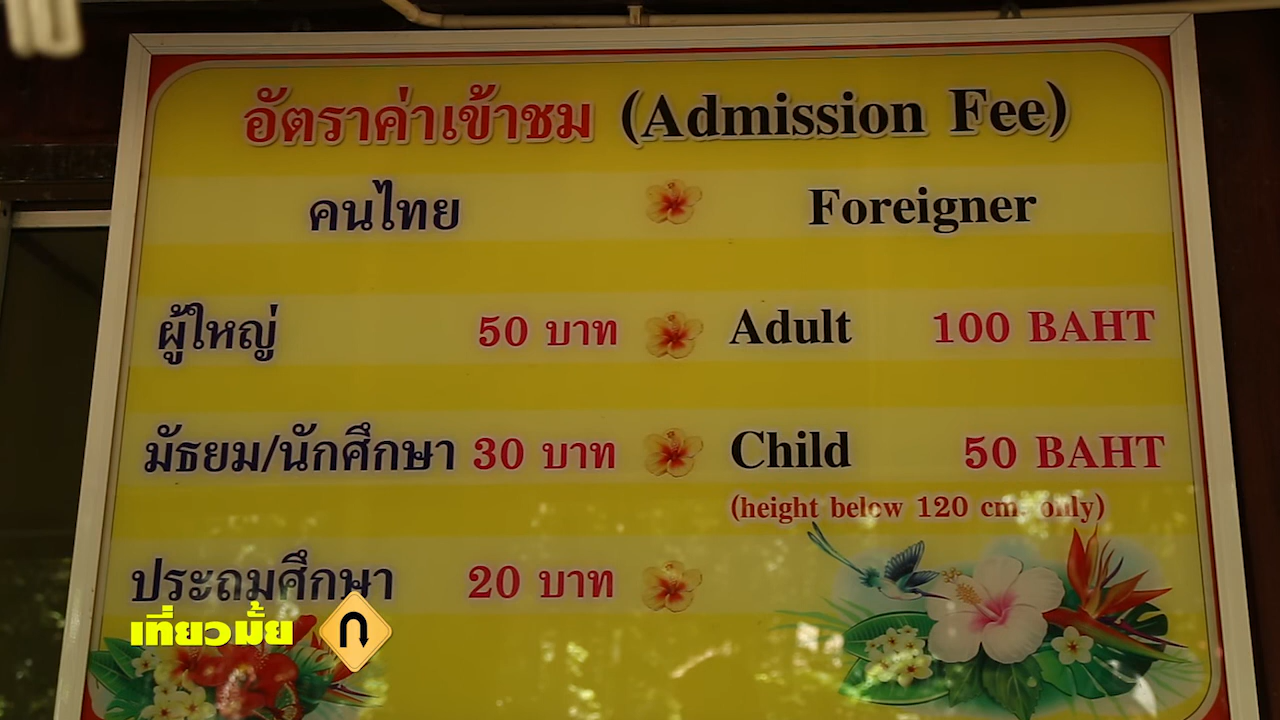 อัตราค่าเข้าชม (Admission Fee)
คนไทย Foreigner
ผู้ใหญ่ 50 บาท Adult 100 BAHT
มัธยม/นักศึกษา 30 บาท Child 50 BAHT
(height below 120 cm. only)
ประถมศึกษา 20 บาท
เที่ยวมั้ย